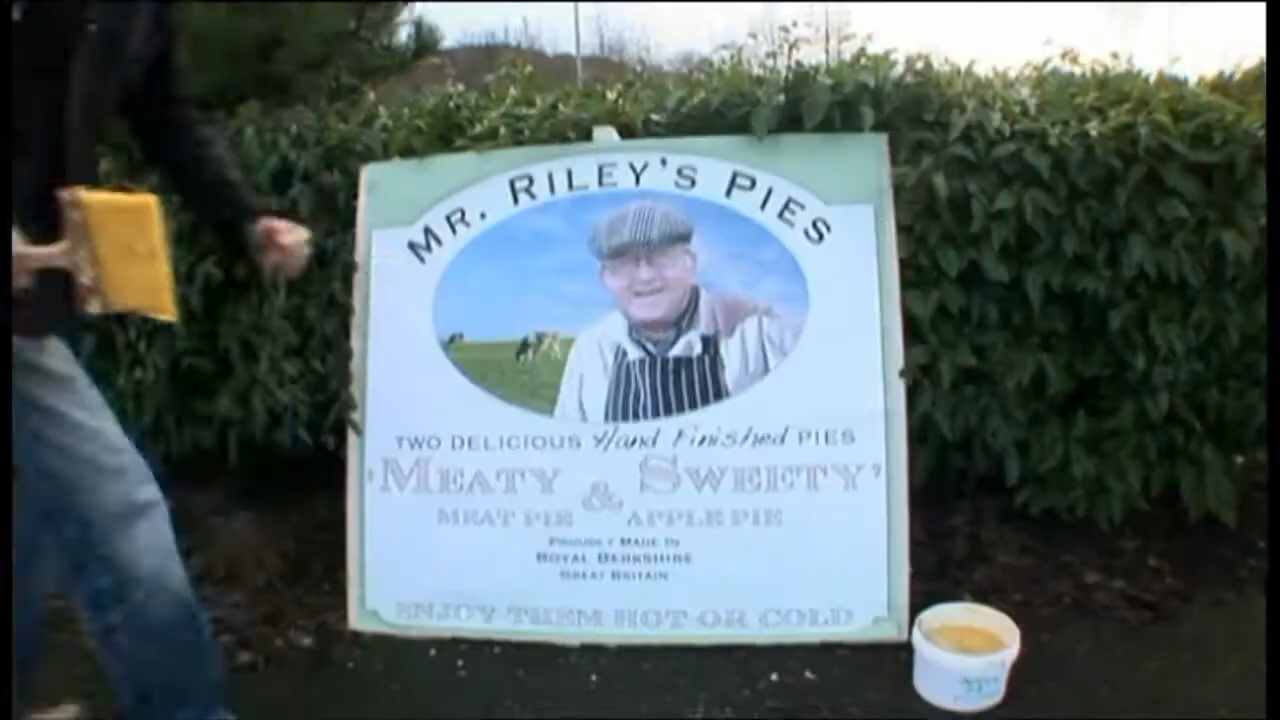 MR. RILEY'S PIES
TWO DELICIOUS Hand Finished PIES
'MEATY & SWEETY'
MEAT PIE APPLE PIE
PROUDLY MADE IN
ROYAL BERKSHIRE
GREAT BRITAIN
ENJOY THEM HOT OR COLD